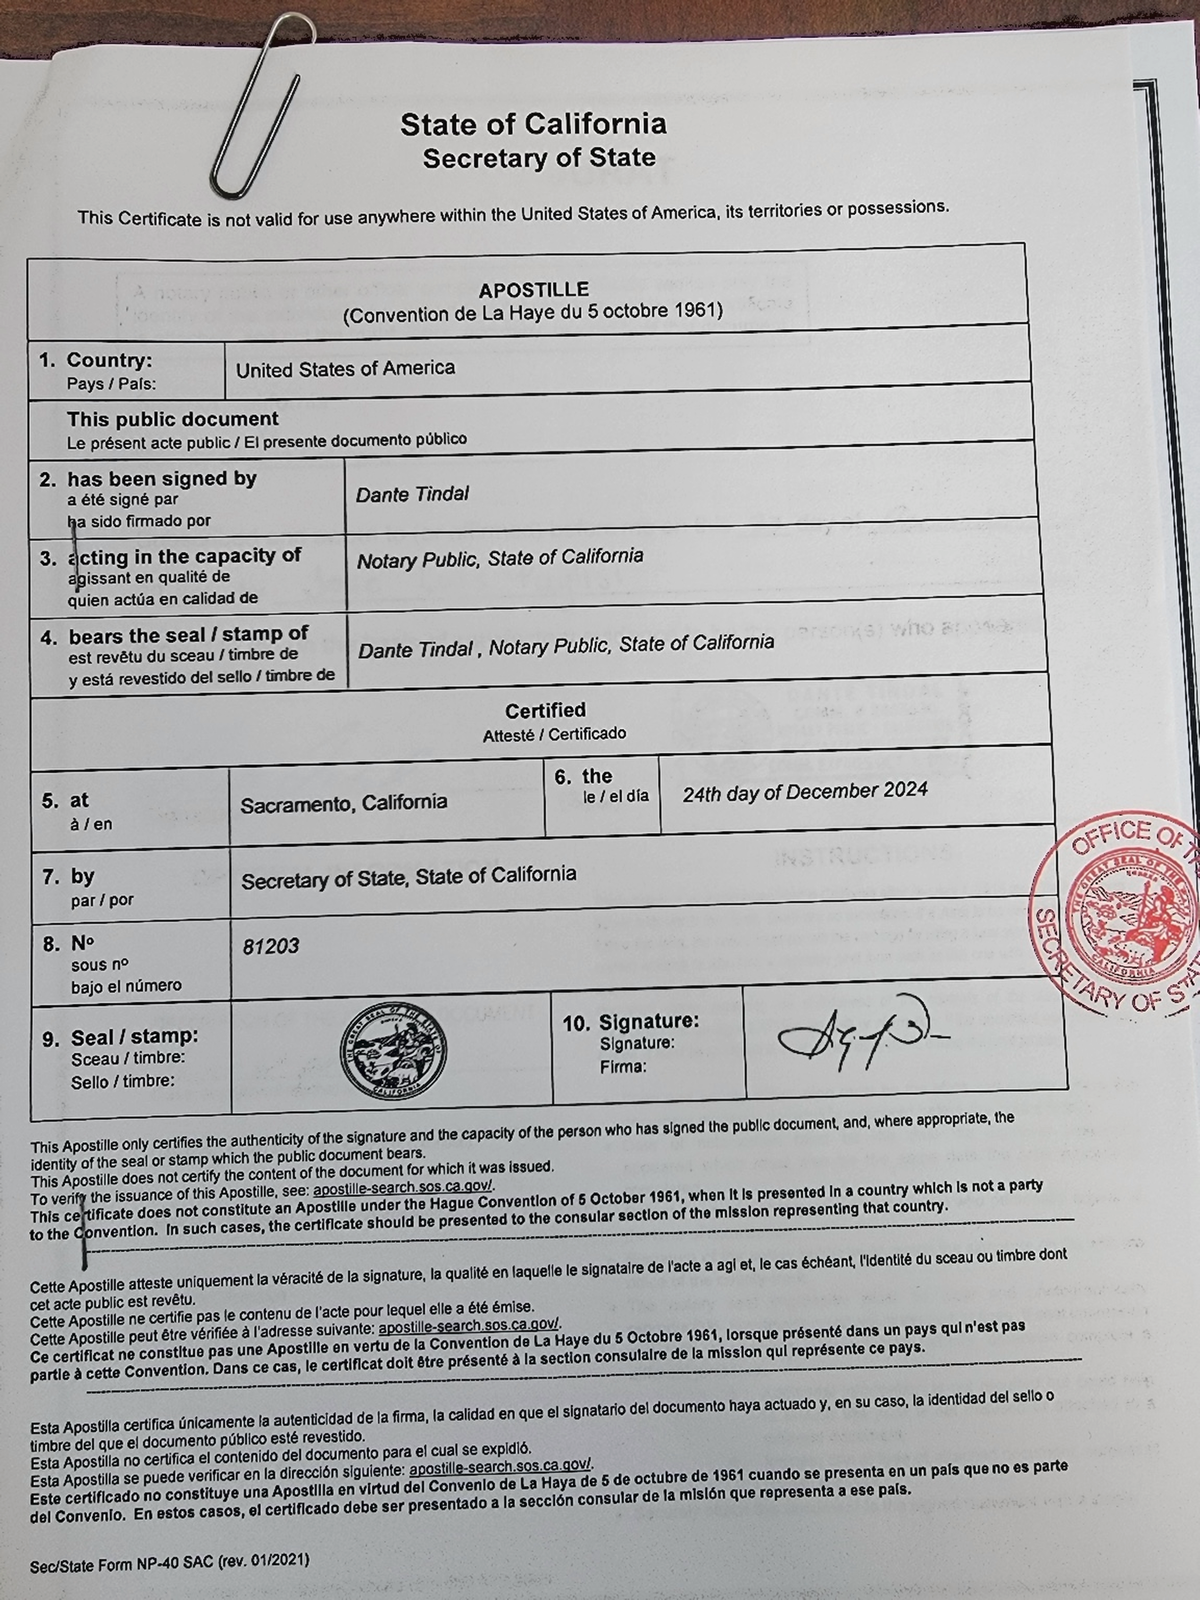 State of California
Secretary of State
This Certificate is not valid for use anywhere within the United States of America, its territories or possessions.
APOSTILLE
(Convention de La Haye du 5 octobre 1961)
1. Country:
Pays / País:
United States of America
This public document
Le présent acte public / El presente documento público
2. has been signed by
a été signé par
ha sido firmado por
Dante Tindal
3. acting in the capacity of
agissant en qualité de
quien actúa en calidad de
Notary Public, State of California
4. bears the seal / stamp of
est revêtu du sceau / timbre de
y está revestido del sello / timbre de
Dante Tindal , Notary Public, State of California
Certified
Attesté / Certificado
5. at
à / en
Sacramento, California
6. the
le / el día
24th day of December 2024
7. by
par / por
Secretary of State, State of California
8. Nº
sous nº
bajo el número
81203
OFFICE OF
SECRETARY OF STATE
THE GREAT SEAL OF THE
CALIFORNIA
9. Seal / stamp:
Sceau / timbre:
Sello / timbre:
THE GREAT SEAL OF THE STATE OF
CALIFORNIA
10. Signature:
Signature:
Firma:
This Apostille only certifies the authenticity of the signature and the capacity of the person who has signed the public document, and, where appropriate, the
identity of the seal or stamp which the public document bears.
This Apostille does not certify the content of the document for which it was issued.
To verify the issuance of this Apostille, see: apostille-search.sos.ca.gov/.
This certificate does not constitute an Apostille under the Hague Convention of 5 October 1961, when it is presented in a country which is not a party
to the Convention. In such cases, the certificate should be presented to the consular section of the mission representing that country.
Cette Apostille atteste uniquement la véracité de la signature, la qualité en laquelle le signataire de l'acte a agi et, le cas échéant, l'identité du sceau ou timbre dont
cet acte public est revêtu.
Cette Apostille ne certifie pas le contenu de l'acte pour lequel elle a été émise.
Cette Apostille peut être vérifiée à l'adresse suivante: apostille-search.sos.ca.gov/.
Ce certificat ne constitue pas une Apostille en vertu de la Convention de La Haye du 5 Octobre 1961, lorsque présenté dans un pays qui n'est pas
partie à cette Convention. Dans ce cas, le certificat doit être présenté à la section consulaire de la mission qui représente ce pays.
Esta Apostilla certifica únicamente la autenticidad de la firma, la calidad en que el signatario del documento haya actuado y, en su caso, la identidad del sello o
timbre del que el documento público esté revestido.
Esta Apostilla no certifica el contenido del documento para el cual se expidió.
Esta Apostilla se puede verificar en la dirección siguiente: apostille-search.sos.ca.gov/.
Este certificado no constituye una Apostilla en virtud del Convenio de La Haya de 5 de octubre de 1961 cuando se presenta en un país que no es parte
del Convenio. En estos casos, el certificado debe ser presentado a la sección consular de la misión que representa a ese país.
Sec/State Form NP-40 SAC (rev. 01/2021)